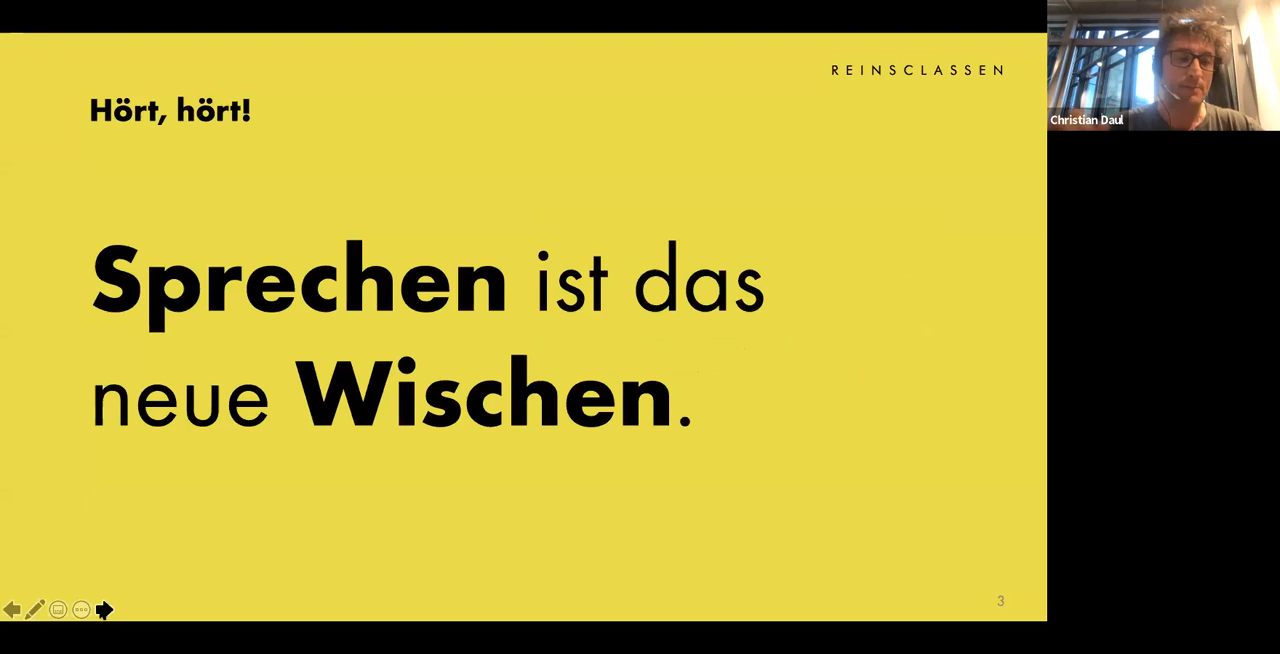 REINSCLASSEN
Hört, hört!
Sprechen ist das
neue Wischen.
3
Christian Daul